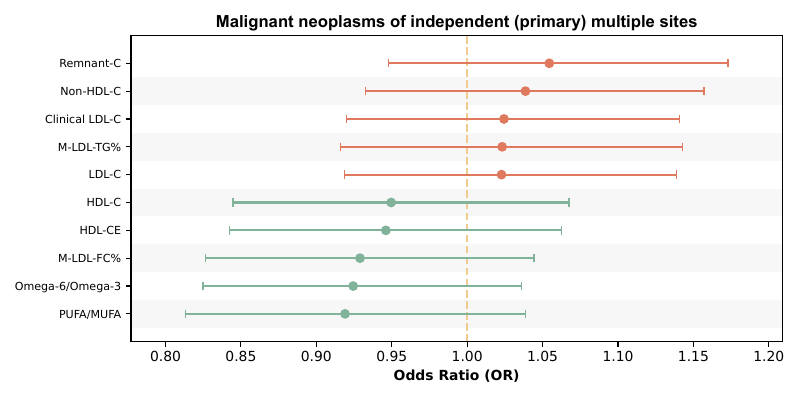 Malignant neoplasms of independent (primary) multiple sites
Remnant-C
Non-HDL-C
Clinical LDL-C
M-LDL-TG%
LDL-C
HDL-C
HDL-CE
M-LDL-FC%
Omega-6/Omega-3
PUFA/MUFA
0.80 0.85 0.90 0.95 1.00 1.05 1.10 1.15 1.20
Odds Ratio (OR)